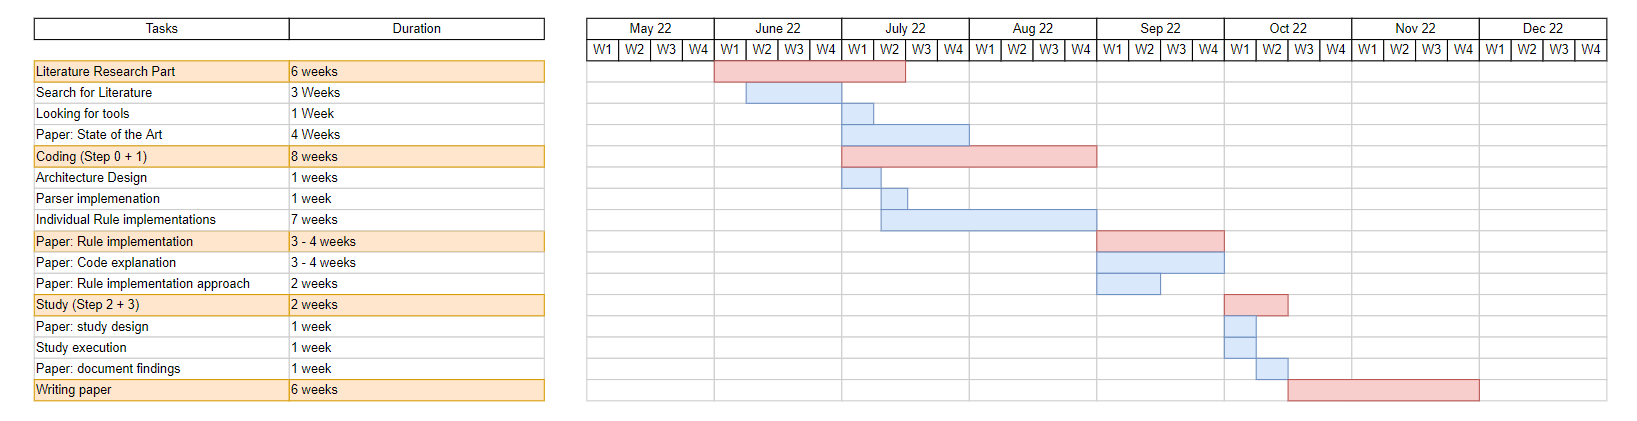 Tasks Duration May 22 June 22 July 22 Aug 22 Sep 22 Oct 22 Nov 22 Dec 22
W1 W2 W3 W4 W1 W2 W3 W4 W1 W2 W3 W4 W1 W2 W3 W4 W1 W2 W3 W4 W1 W2 W3 W4 W1 W2 W3 W4 W1 W2 W3 W4
Literature Research Part 6 weeks
Search for Literature 3 Weeks
Looking for tools 1 Week
Paper: State of the Art 4 Weeks
Coding (Step 0 + 1) 8 weeks
Architecture Design 1 weeks
Parser implemenation 1 week
Individual Rule implementations 7 weeks
Paper: Rule implementation 3 - 4 weeks
Paper: Code explanation 3 - 4 weeks
Paper: Rule implementation approach 2 weeks
Study (Step 2 + 3) 2 weeks
Paper: study design 1 week
Study execution 1 week
Paper: document findings 1 week
Writing paper 6 weeks